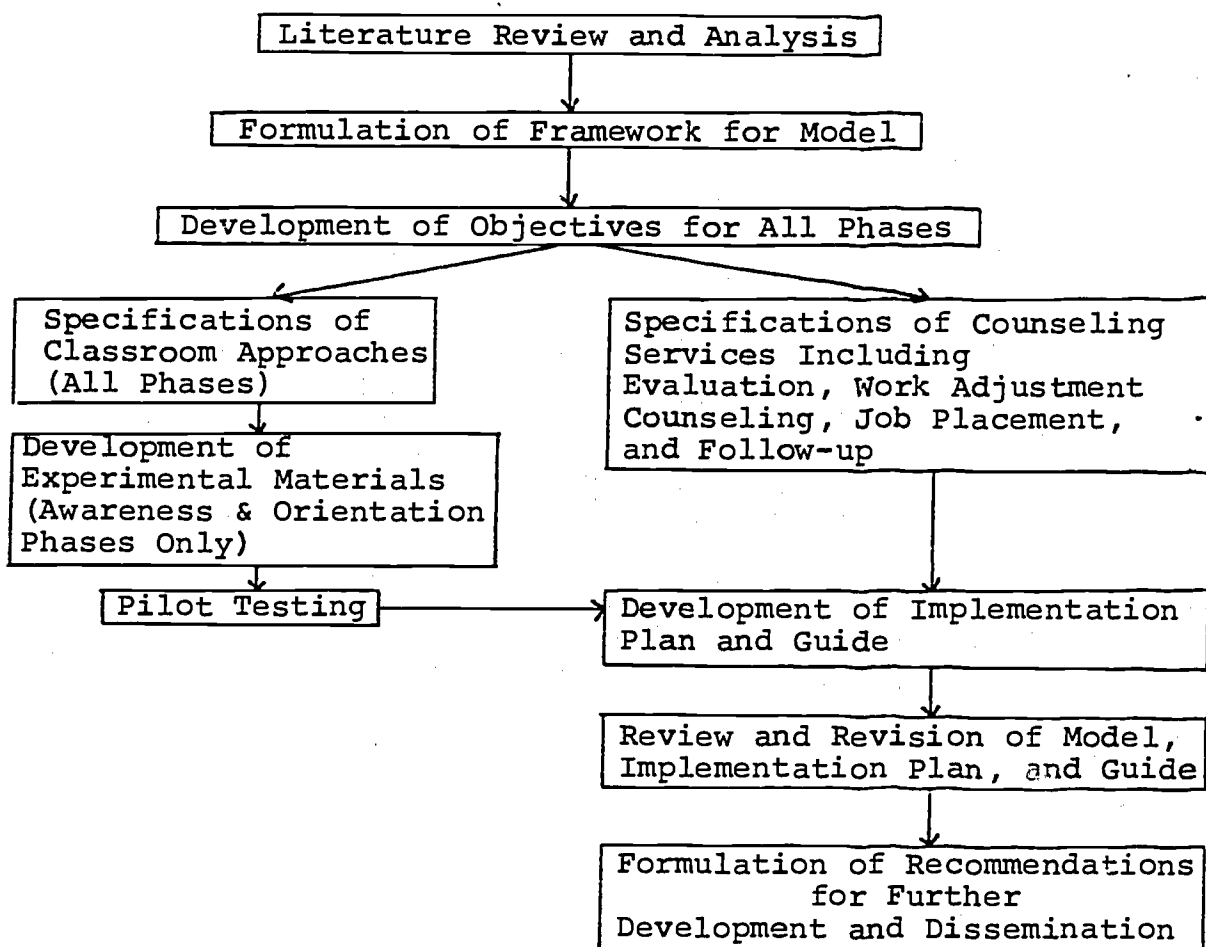 Literature Review and Analysis
Formulation of Framework for Model
Development of Objectives for All Phases
Specifications of
Classroom Approaches
(All Phases)
Specifications of Counseling
Services Including
Evaluation, Work Adjustment
Counseling, Job Placement,
and Follow-up
Development of
Experimental Materials
(Awareness & Orientation
Phases Only)
Pilot Testing
Development of Implementation
Plan and Guide
Review and Revision of Model,
Implementation Plan, and Guide
Formulation of Recommendations
for Further
Development and Dissemination